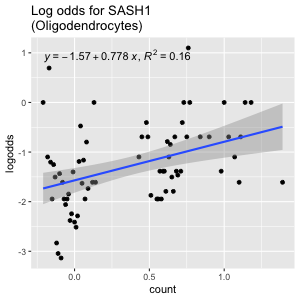 Log odds for SASH1
(Oligodendrocytes)
y = −1.57 + 0.778 x, R² = 0.16
1
0
-1
-2
-3
logodds
0.0 0.5 1.0
count